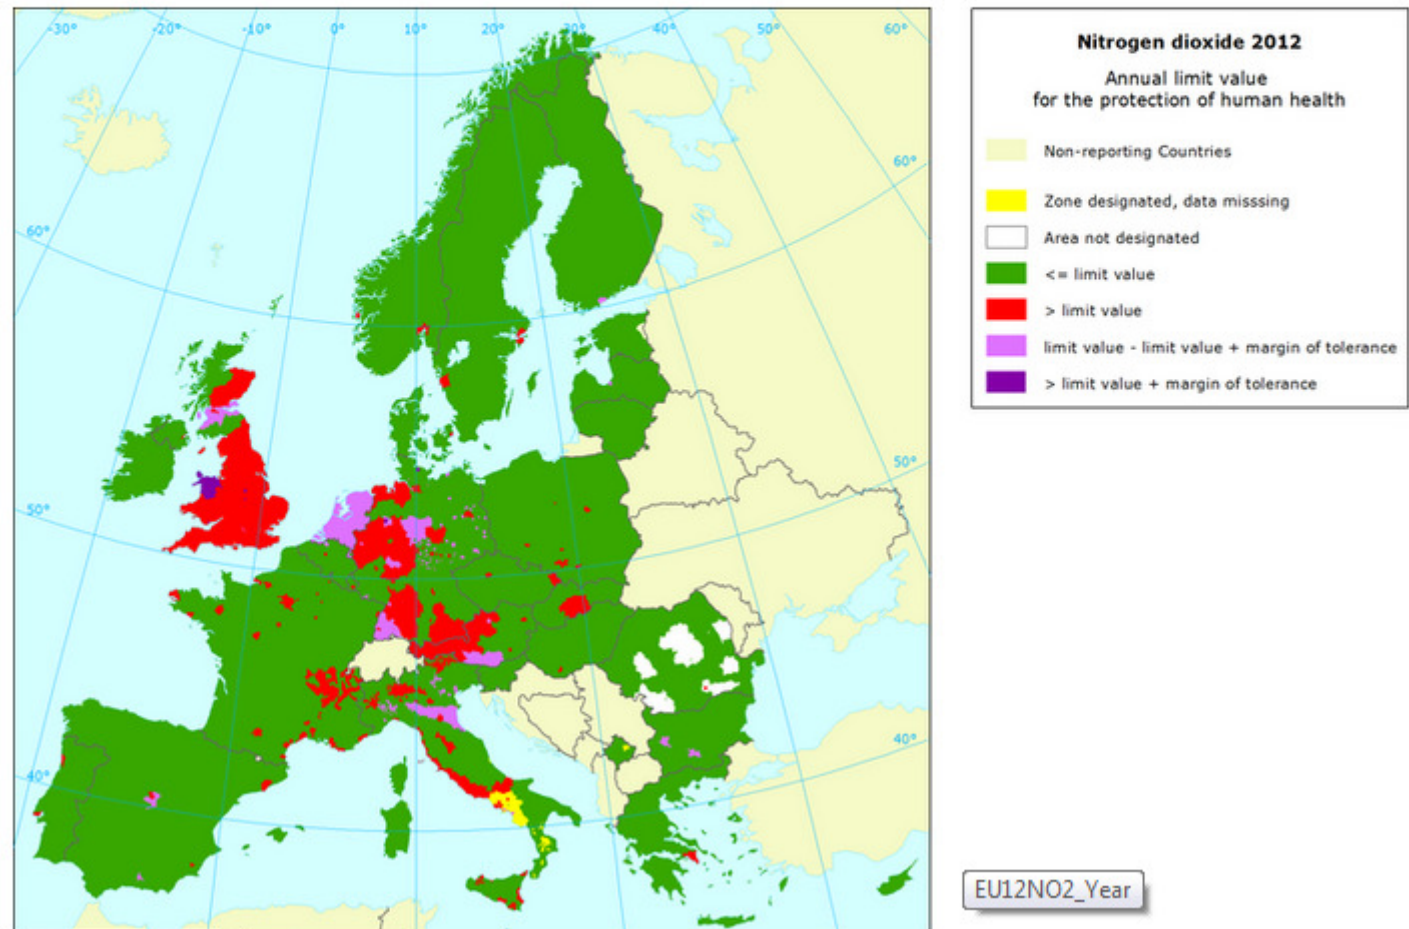 -30°
-20°
-10°
0°
10°
20°
30°
40°
50°
60°
60°
50°
40°
60°
50°
40°
Nitrogen dioxide 2012
Annual limit value
for the protection of human health
Non-reporting Countries
Zone designated, data misssing
Area not designated
<= limit value
> limit value
limit value - limit value + margin of tolerance
> limit value + margin of tolerance
EU12NO2_Year